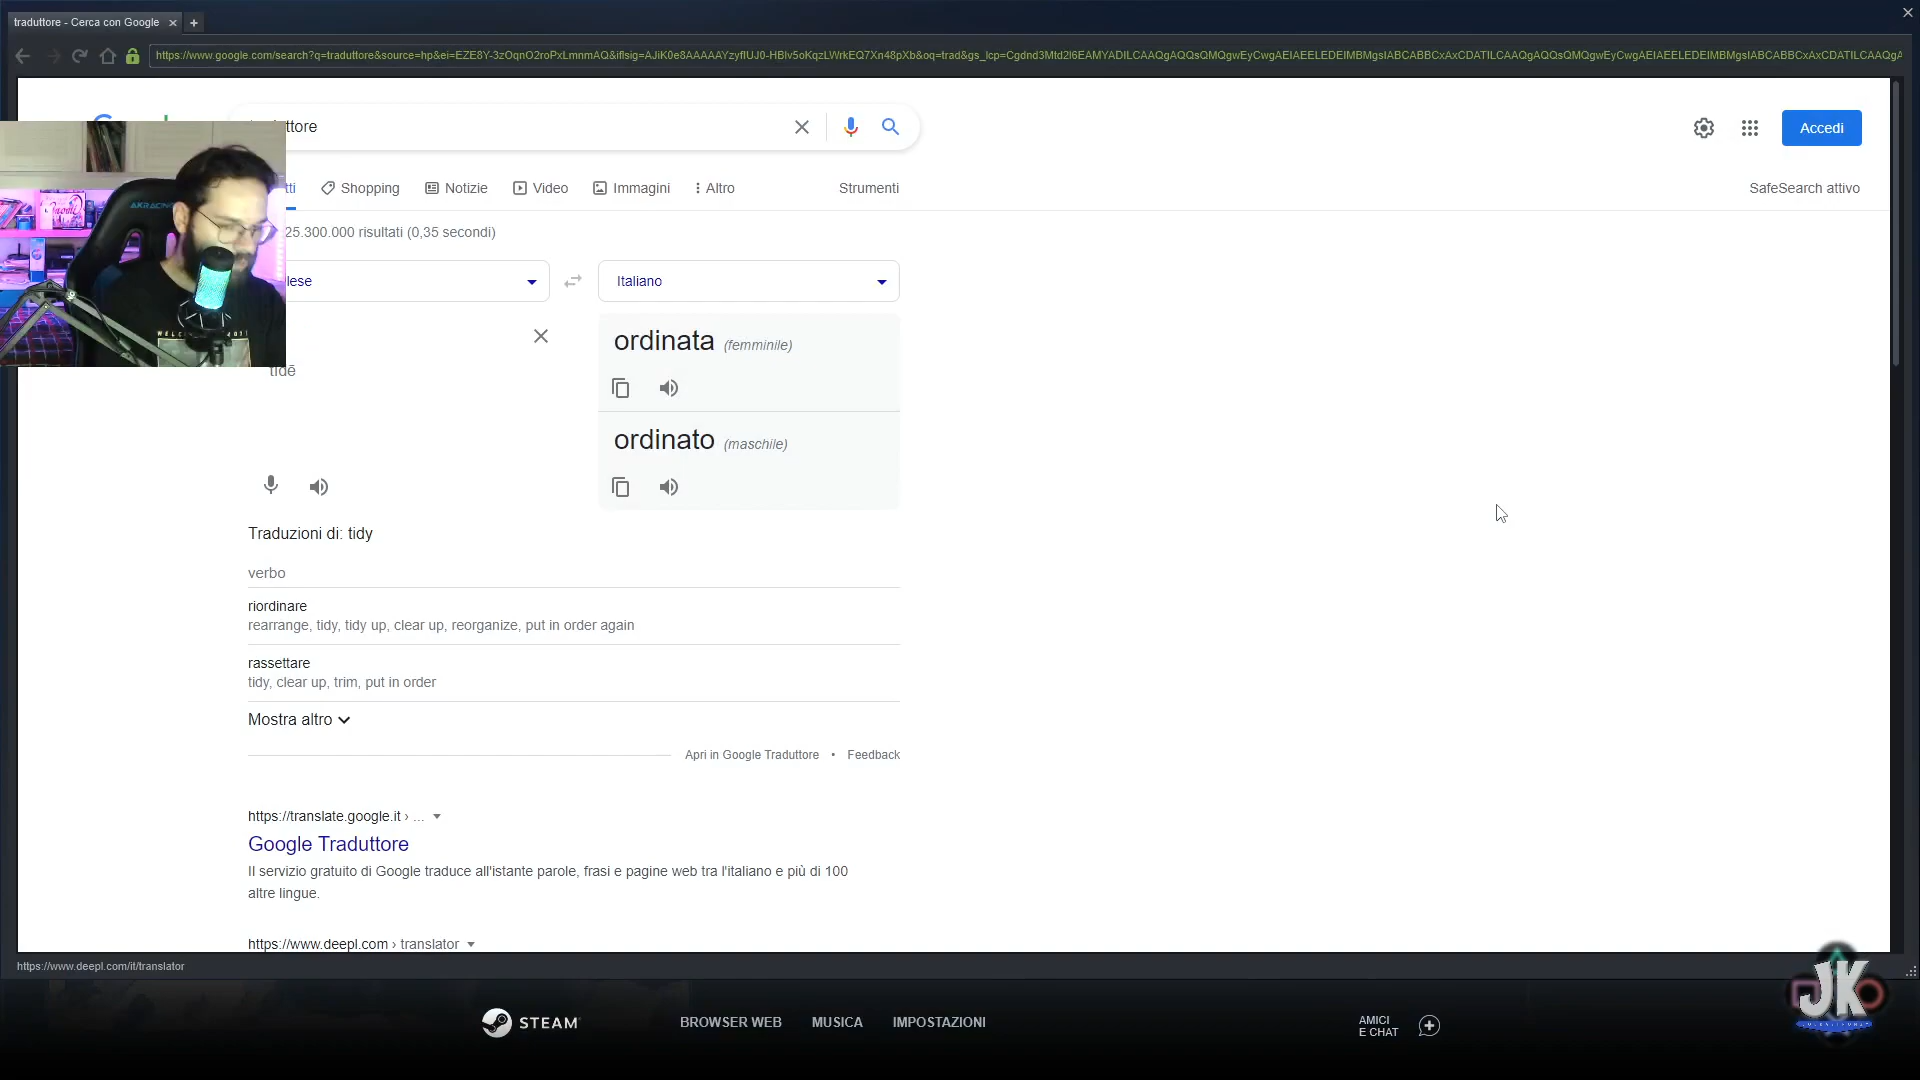 traduttore - Cerca con Google
https://www.google.com/search?q=traduttore&source=hp&ei=EZE8Y-3zOqnO2roPxLmnmAQ&iflsig=AJiK0e8AAAAAYzyfIUJ0-HBlv5oKqzLWrkEQ7Xn48pXb&oq=trad&gs_lcp=Cgdnd3Mtd2l6EAMYADILCAAQgAQQsQMQgwEyCwgAEIAEELEDEIMBMgsIABCABBCxAxCDATILCAAQgAQQsQMQgwEyCwgAEIAEELEDEIMBMgsIABCABBCxAxCDATILCAAQgA
ttore
Accedi
tti
Shopping
Notizie
Video
Immagini
Altro
Strumenti
SafeSearch attivo
25.300.000 risultati (0,35 secondi)
lese
Italiano
ordinata (femminile)
tidē
ordinato (maschile)
Traduzioni di: tidy
verbo
riordinare
rearrange, tidy, tidy up, clear up, reorganize, put in order again
rassettare
tidy, clear up, trim, put in order
Mostra altro
Apri in Google Traduttore • Feedback
https://translate.google.it › ...
Google Traduttore
Il servizio gratuito di Google traduce all'istante parole, frasi e pagine web tra l'italiano e più di 100
altre lingue.
https://www.deepl.com › translator
https://www.deepl.com/it/translator
STEAM
BROWSER WEB
MUSICA
IMPOSTAZIONI
AMICI
E CHAT
JK
AKRACING